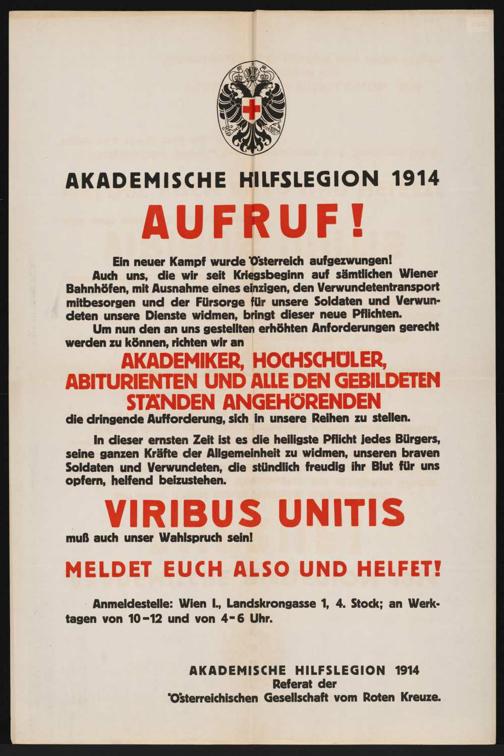 AKADEMISCHE HILFSLEGION 1914
AUFRUF!
Ein neuer Kampf wurde Österreich aufgezwungen!
Auch uns, die wir seit Kriegsbeginn auf sämtlichen Wiener
Bahnhöfen, mit Ausnahme eines einzigen, den Verwundetentransport
mitbesorgen und der Fürsorge für unsere Soldaten und Verwun-
deten unsere Dienste widmen, bringt dieser neue Pflichten.
Um nun den an uns gestellten erhöhten Anforderungen gerecht
werden zu können, richten wir an
AKADEMIKER, HOCHSCHÜLER,
ABITURIENTEN UND ALLE DEN GEBILDETEN
STÄNDEN ANGEHÖRENDEN
die dringende Aufforderung, sich in unsere Reihen zu stellen.
In dieser ernsten Zeit ist es die heiligste Pflicht jedes Bürgers,
seine ganzen Kräfte der Allgemeinheit zu widmen, unseren braven
Soldaten und Verwundeten, die stündlich freudig ihr Blut für uns
opfern, helfend beizustehen.
VIRIBUS UNITIS
muß auch unser Wahlspruch sein!
MELDET EUCH ALSO UND HELFET!
Anmeldestelle: Wien I., Landskrongasse 1, 4. Stock; an Werk-
tagen von 10–12 und von 4–6 Uhr.
AKADEMISCHE HILFSLEGION 1914
Referat der
Österreichischen Gesellschaft vom Roten Kreuze.